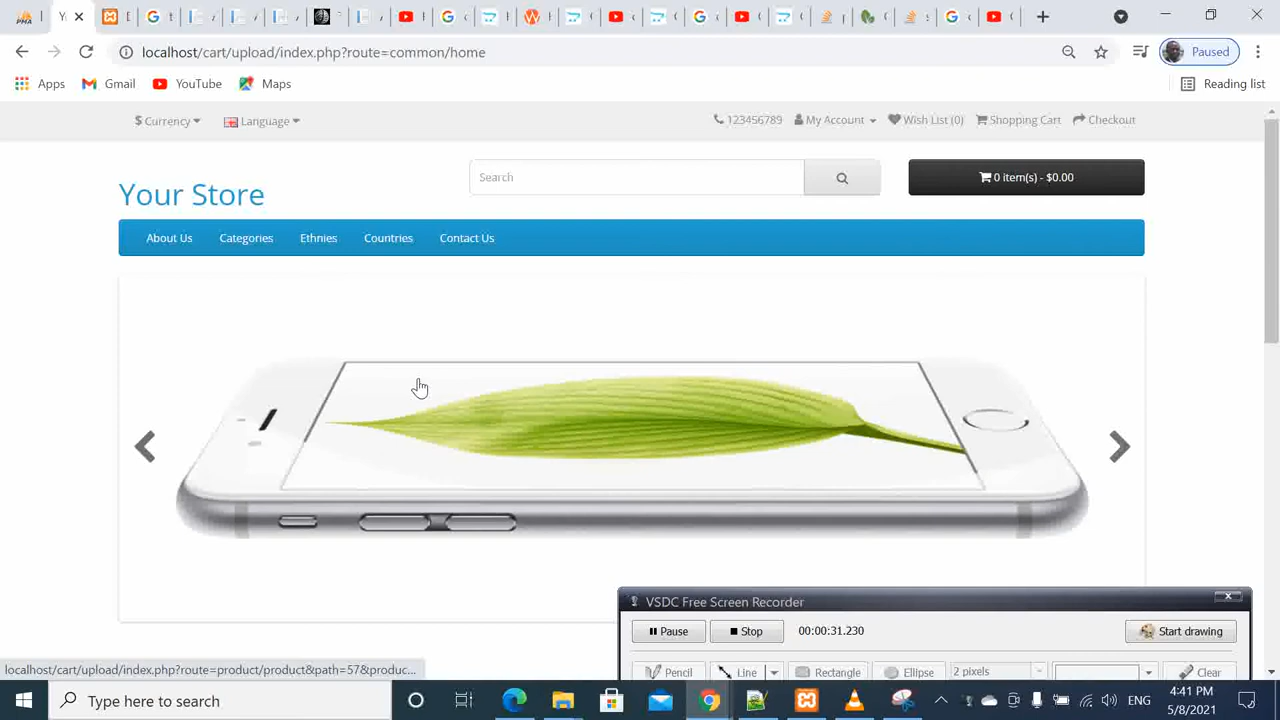 localhost/cart/upload/index.php?route=common/home
Paused
Apps
Gmail
YouTube
Maps
Reading list
$ Currency
Language
123456789
My Account
Wish List (0)
Shopping Cart
Checkout
Your Store
Search
0 item(s) - $0.00
About Us
Categories
Ethnies
Countries
Contact Us
VSDC Free Screen Recorder
Pause
Stop
00:00:31.230
Start drawing
Pencil
Line
Rectangle
Ellipse
2 pixels
Clear
localhost/cart/upload/index.php?route=product/product&path=57&produc...
Type here to search
ENG
4:41 PM
5/8/2021